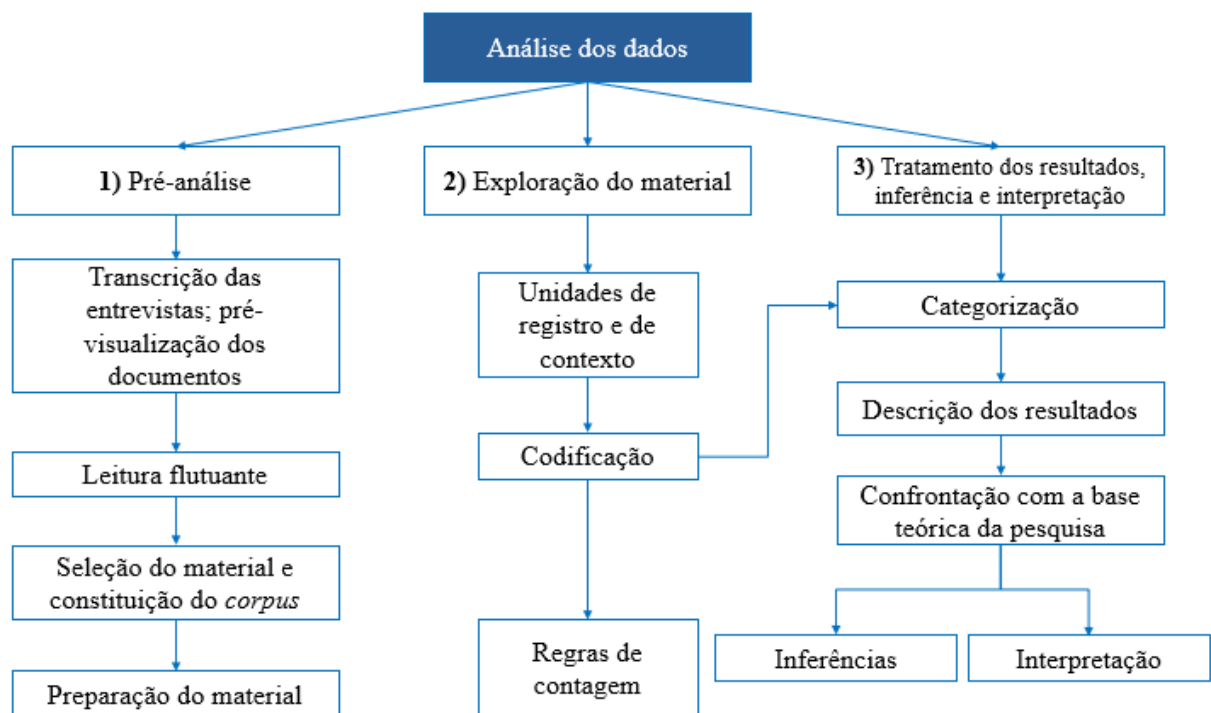 Análise dos dados
1) Pré-análise
Transcrição das
entrevistas; pré-
visualização dos
documentos
Leitura flutuante
Seleção do material e
constituição do corpus
Preparação do material
2) Exploração do material
Unidades de
registro e de
contexto
Codificação
Regras de
contagem
3) Tratamento dos resultados,
inferência e interpretação
Categorização
Descrição dos resultados
Confrontação com a base
teórica da pesquisa
Inferências
Interpretação